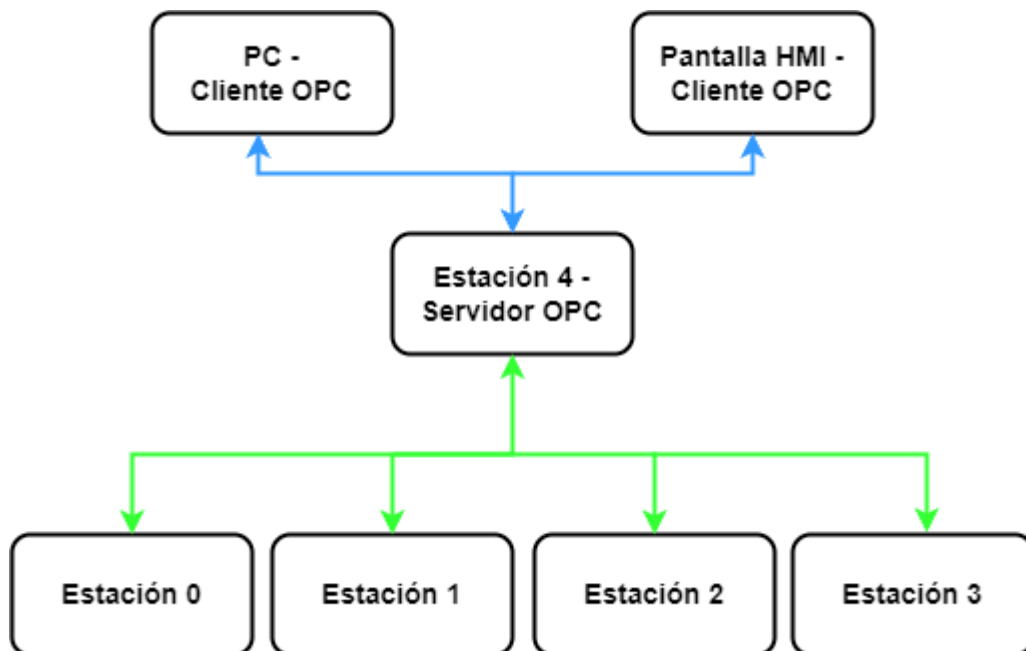 PC -
Cliente OPC
Pantalla HMI -
Cliente OPC
Estación 4 -
Servidor OPC
Estación 0
Estación 1
Estación 2
Estación 3